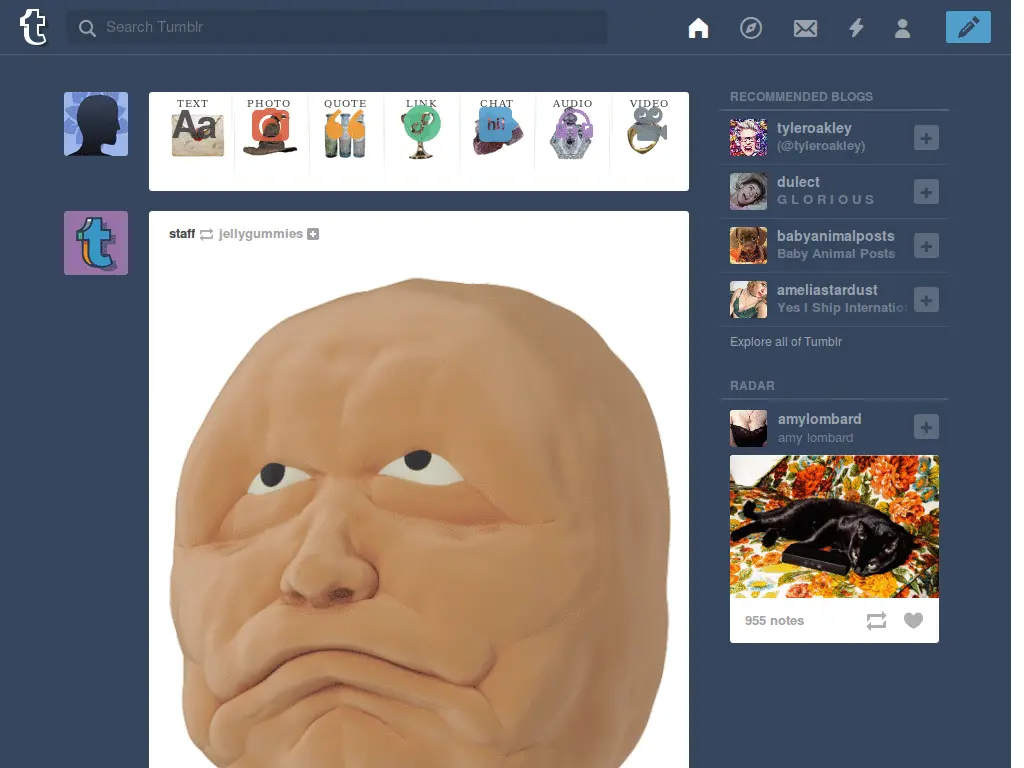 Search Tumblr
TEXT PHOTO QUOTE LINK CHAT AUDIO VIDEO
Aa
hi!
staff jellygummies
RECOMMENDED BLOGS
tyleroakley
(@tyleroakley)
dulect
G L O R I O U S
babyanimalposts
Baby Animal Posts
ameliastardust
Yes I Ship Internatio
Explore all of Tumblr
RADAR
amylombard
amy lombard
955 notes